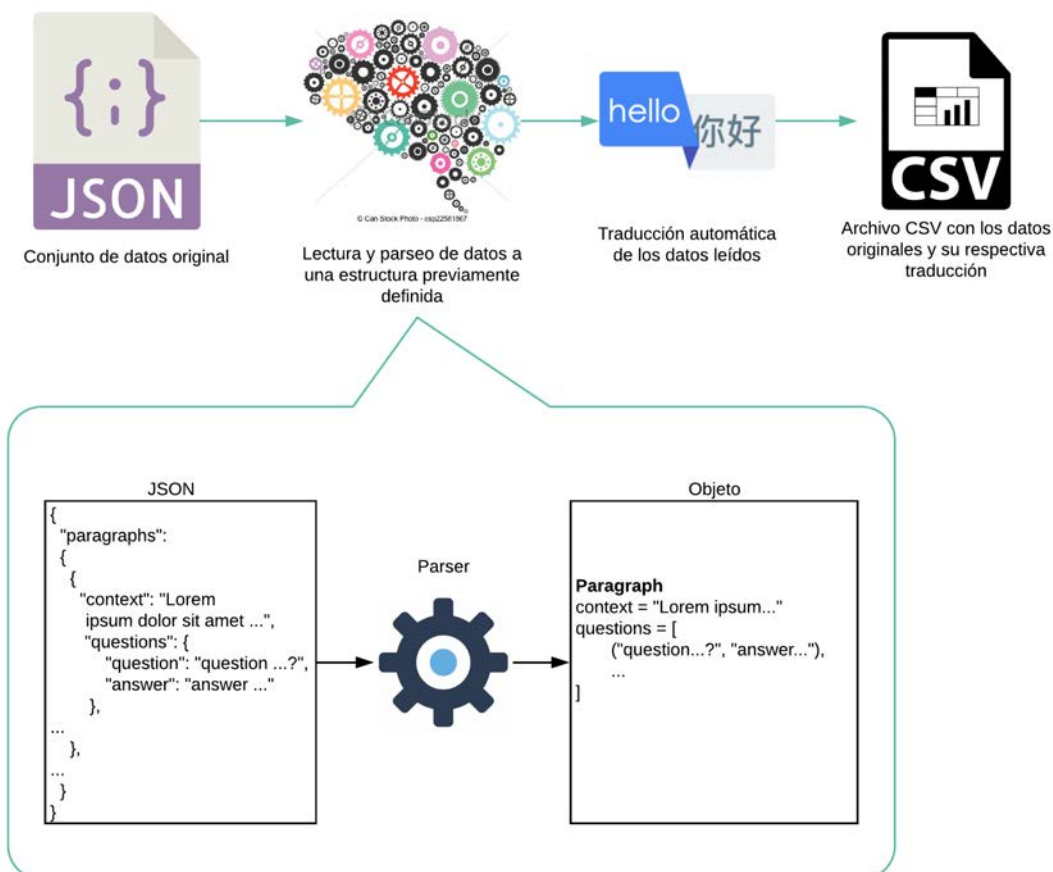 {;}
JSON
hello
你好
CSV
© Can Stock Photo - csp22561567
Conjunto de datos original
Lectura y parseo de datos a
una estructura previamente
definida
Traducción automática
de los datos leídos
Archivo CSV con los datos
originales y su respectiva
traducción
JSON
{
"paragraphs":
{
{
"context": "Lorem
ipsum dolor sit amet ...",
"questions": {
"question": "question ...?",
"answer": "answer ..."
},
...
},
...
}
}
Parser
Objeto
Paragraph
context = "Lorem ipsum..."
questions = [
("question...?", "answer..."),
...
]